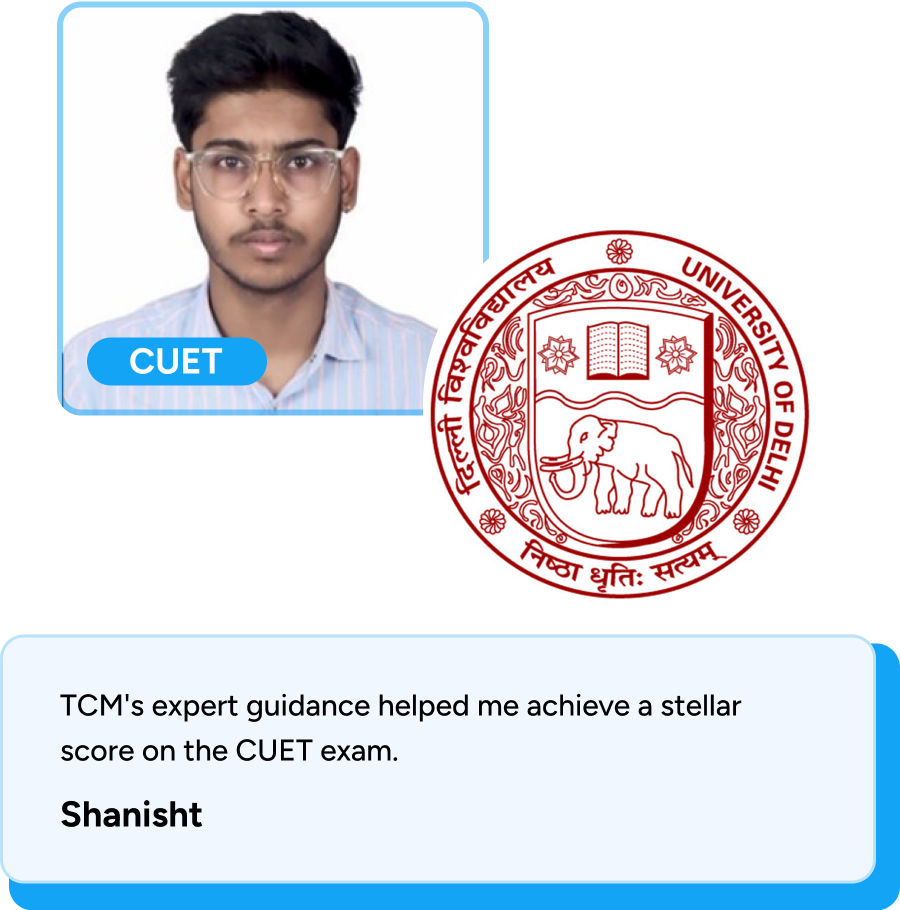 CUET
दिल्ली विश्वविद्यालय
UNIVERSITY OF DELHI
निष्ठा धृतिः सत्यम्
TCM's expert guidance helped me achieve a stellar
score on the CUET exam.
Shanisht